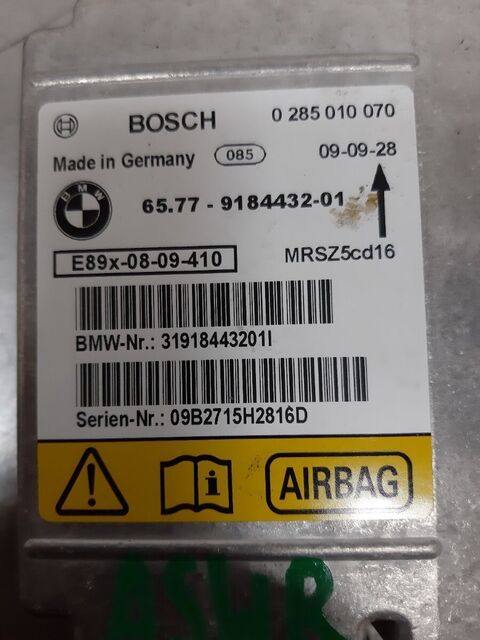 BOSCH 0 285 010 070
Made in Germany 085 09-09-28
BMW 65.77 - 9184432-01
E89x-08-09-410 MRSZ5cd16
BMW-Nr.: 31918443201I
Serien-Nr.: 09B2715H2816D
! i AIRBAG